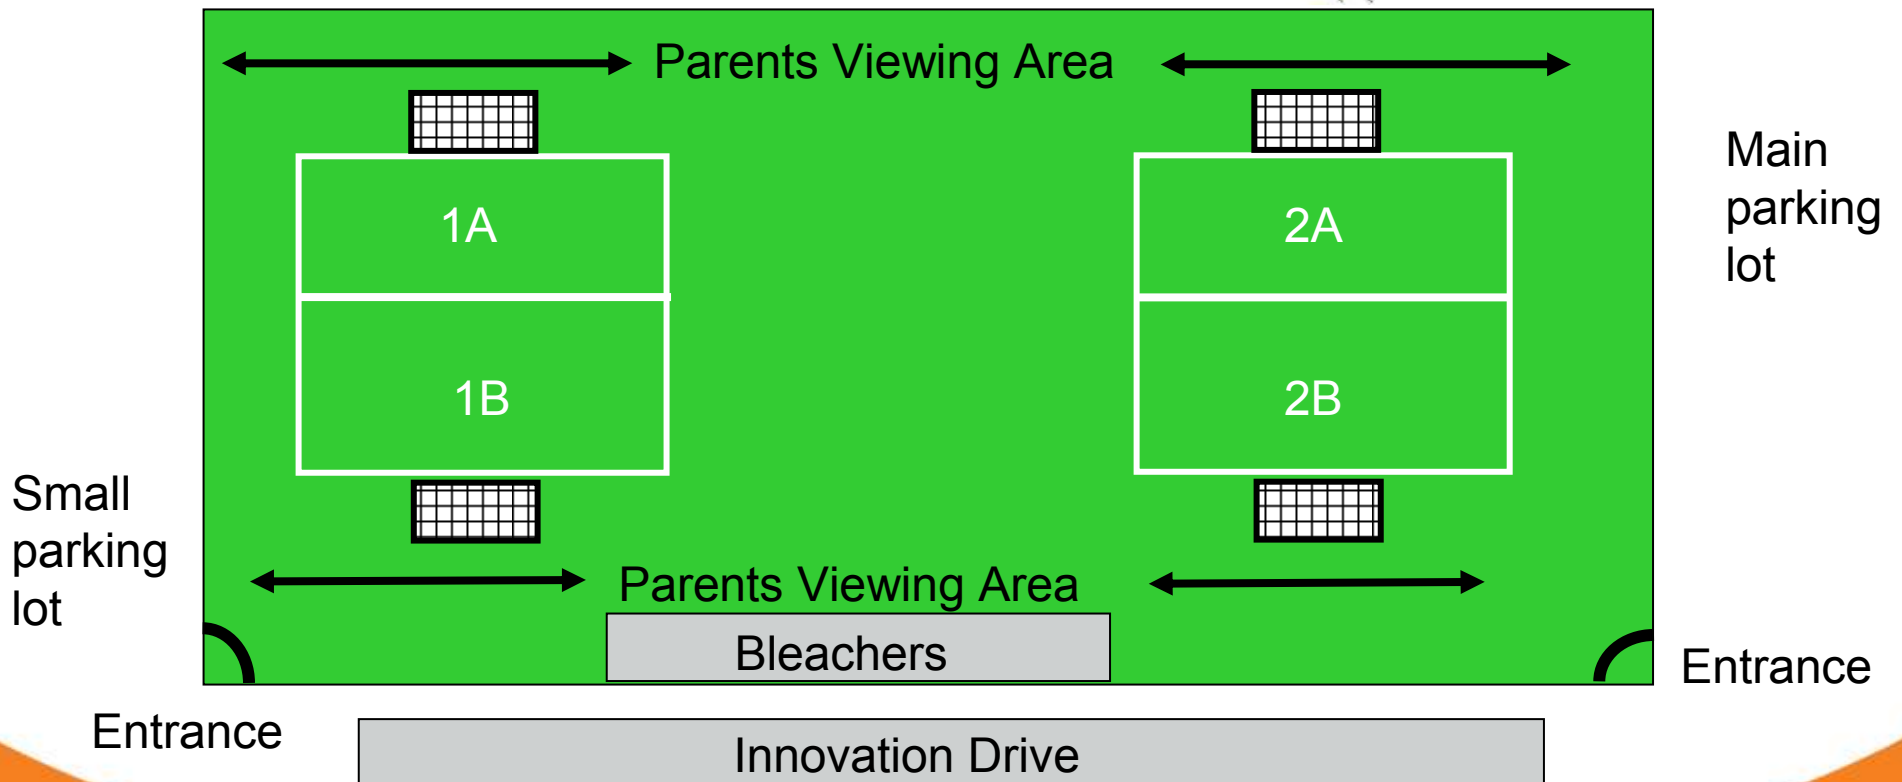 Parents Viewing Area
Main
parking
lot
1A
2A
1B
2B
Small
parking
lot
Parents Viewing Area
Bleachers
Entrance
Entrance
Innovation Drive